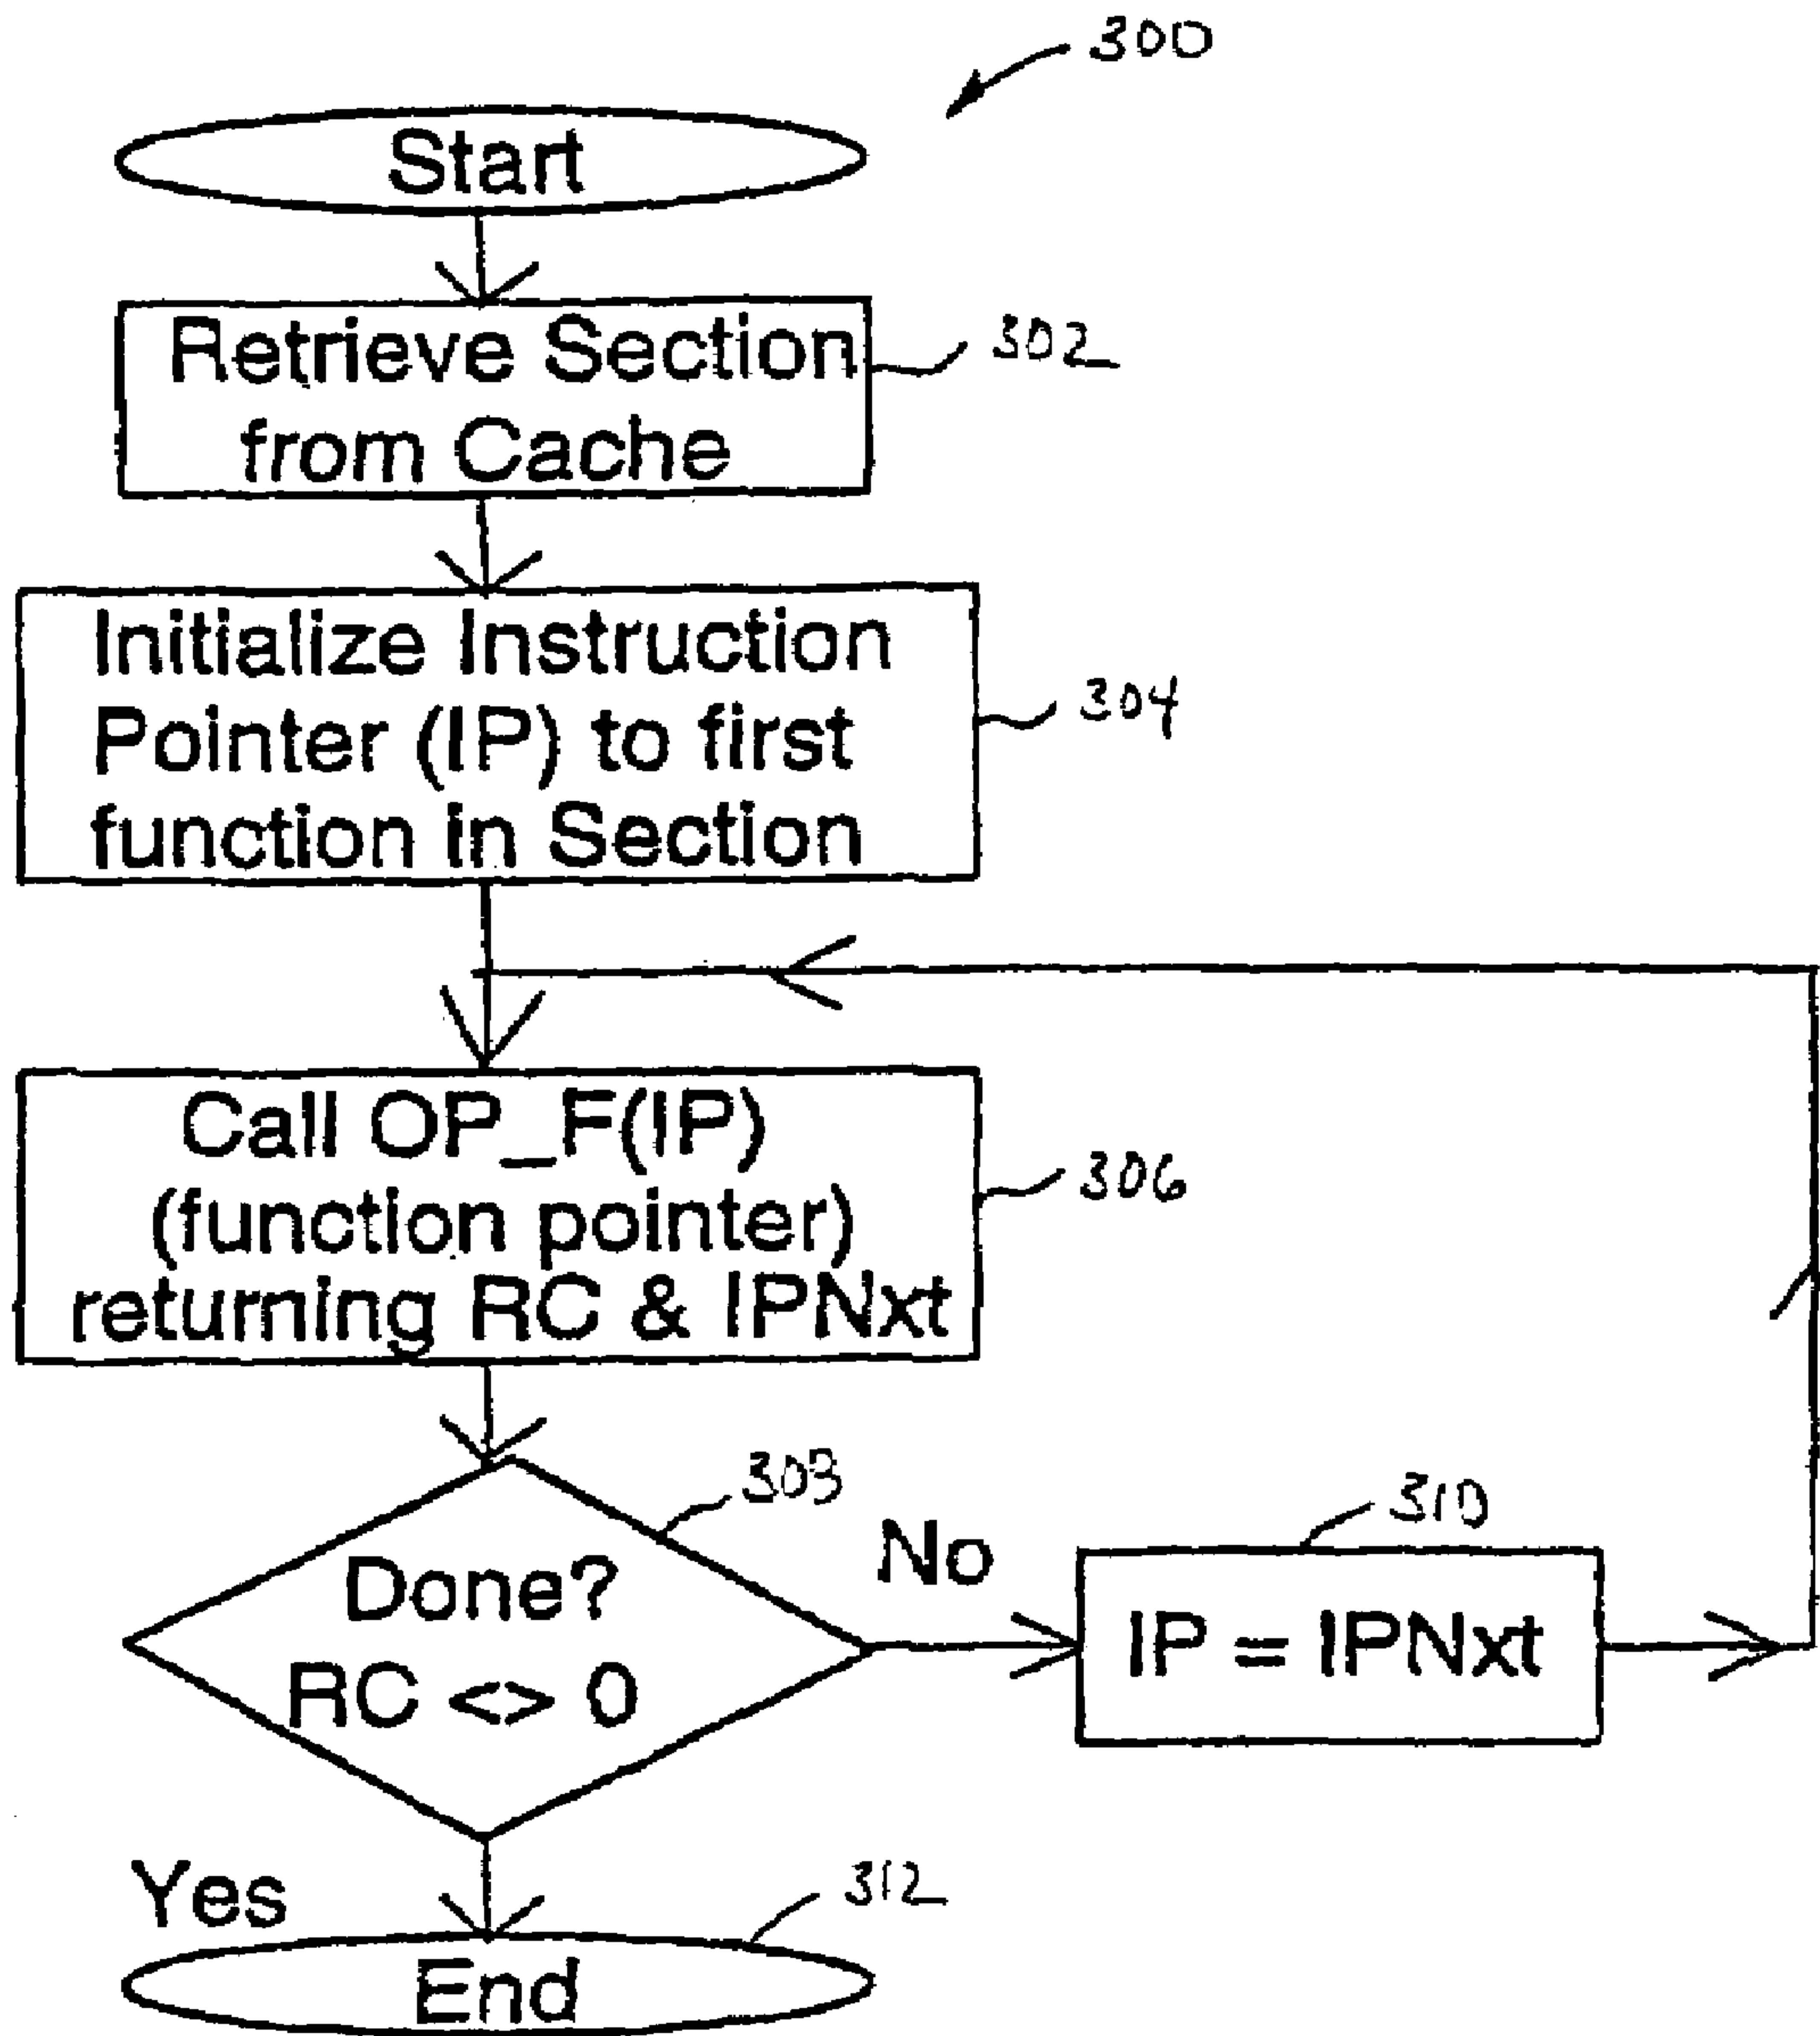 300
Start
Retrieve Section
from Cache
302
Initialize Instruction
Pointer (IP) to first
function in Section
304
Call OP_F(IP)
(function pointer)
returning RC & IPNxt
306
Done?
RC <> 0
308
No
IP = IPNxt
310
Yes
End
312